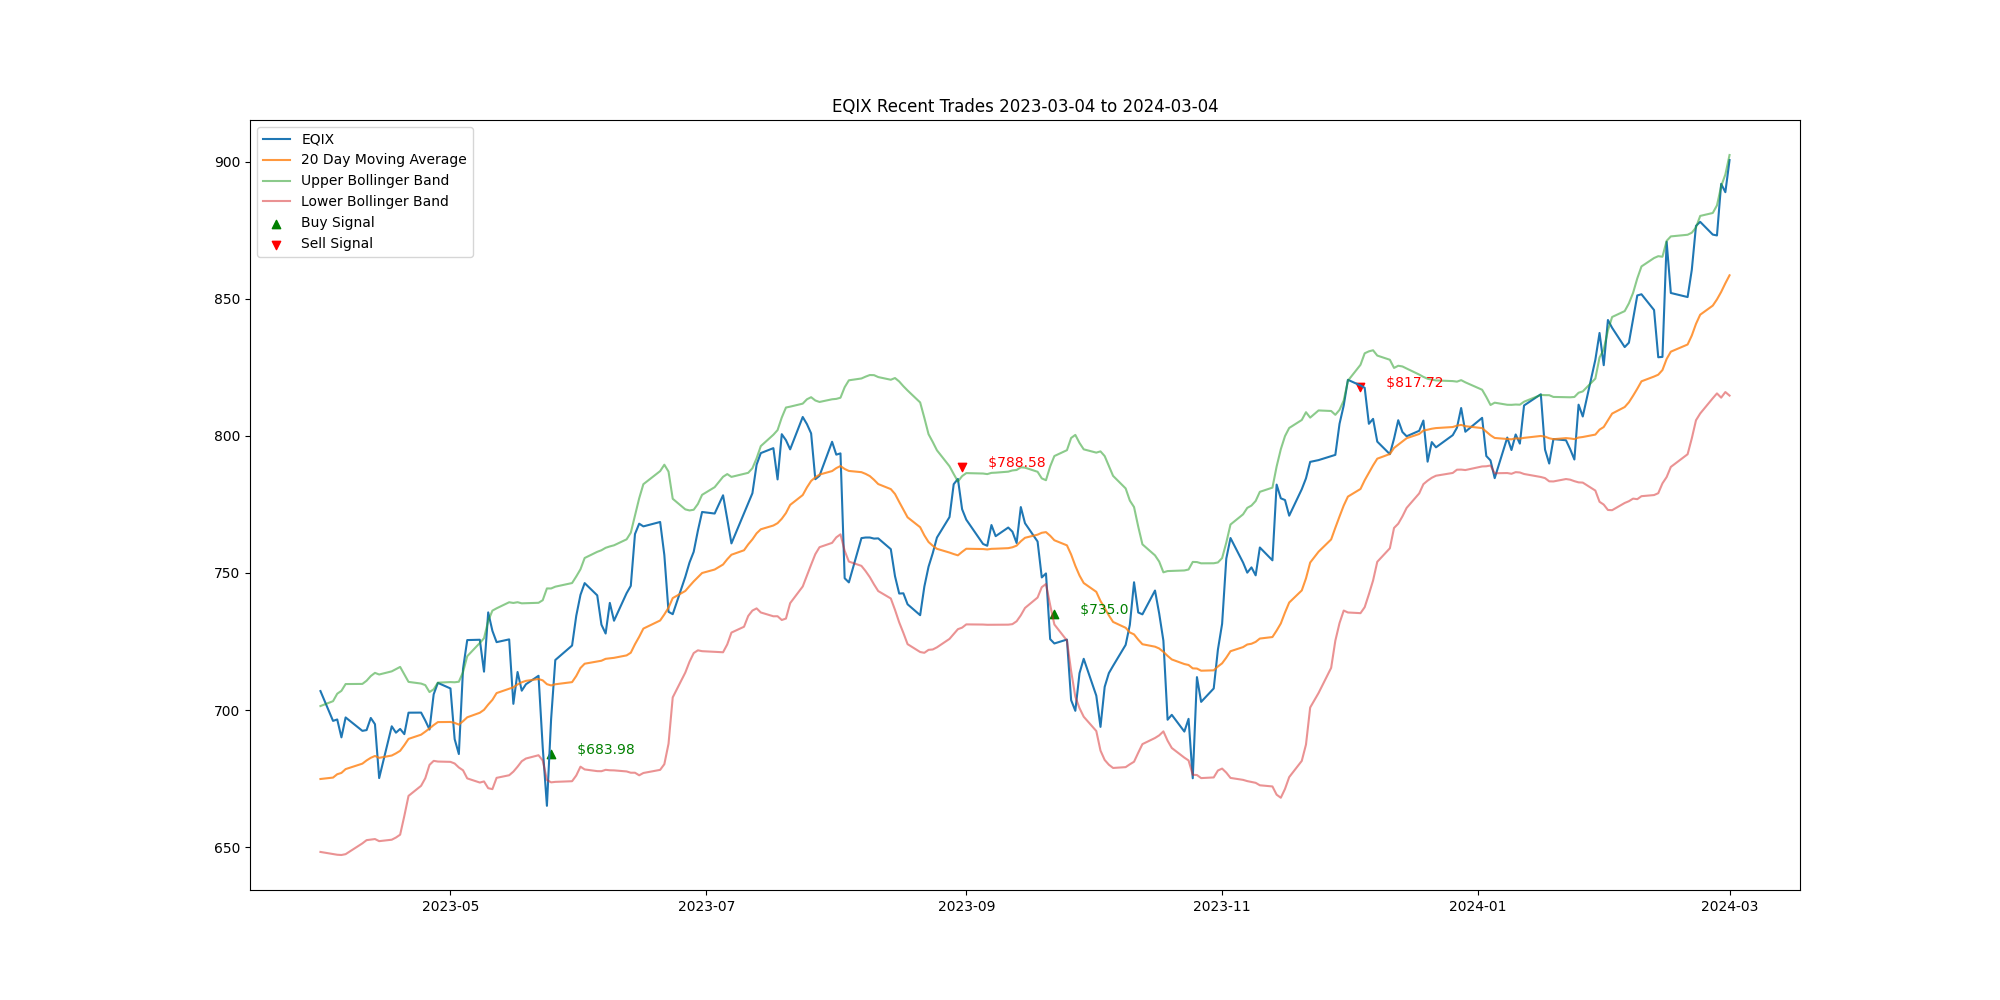 EQIX Recent Trades 2023-03-04 to 2024-03-04
EQIX
20 Day Moving Average
Upper Bollinger Band
Lower Bollinger Band
Buy Signal
Sell Signal
900
850
800
750
700
650
$817.72
$788.58
$735.0
$683.98
2023-05
2023-07
2023-09
2023-11
2024-01
2024-03